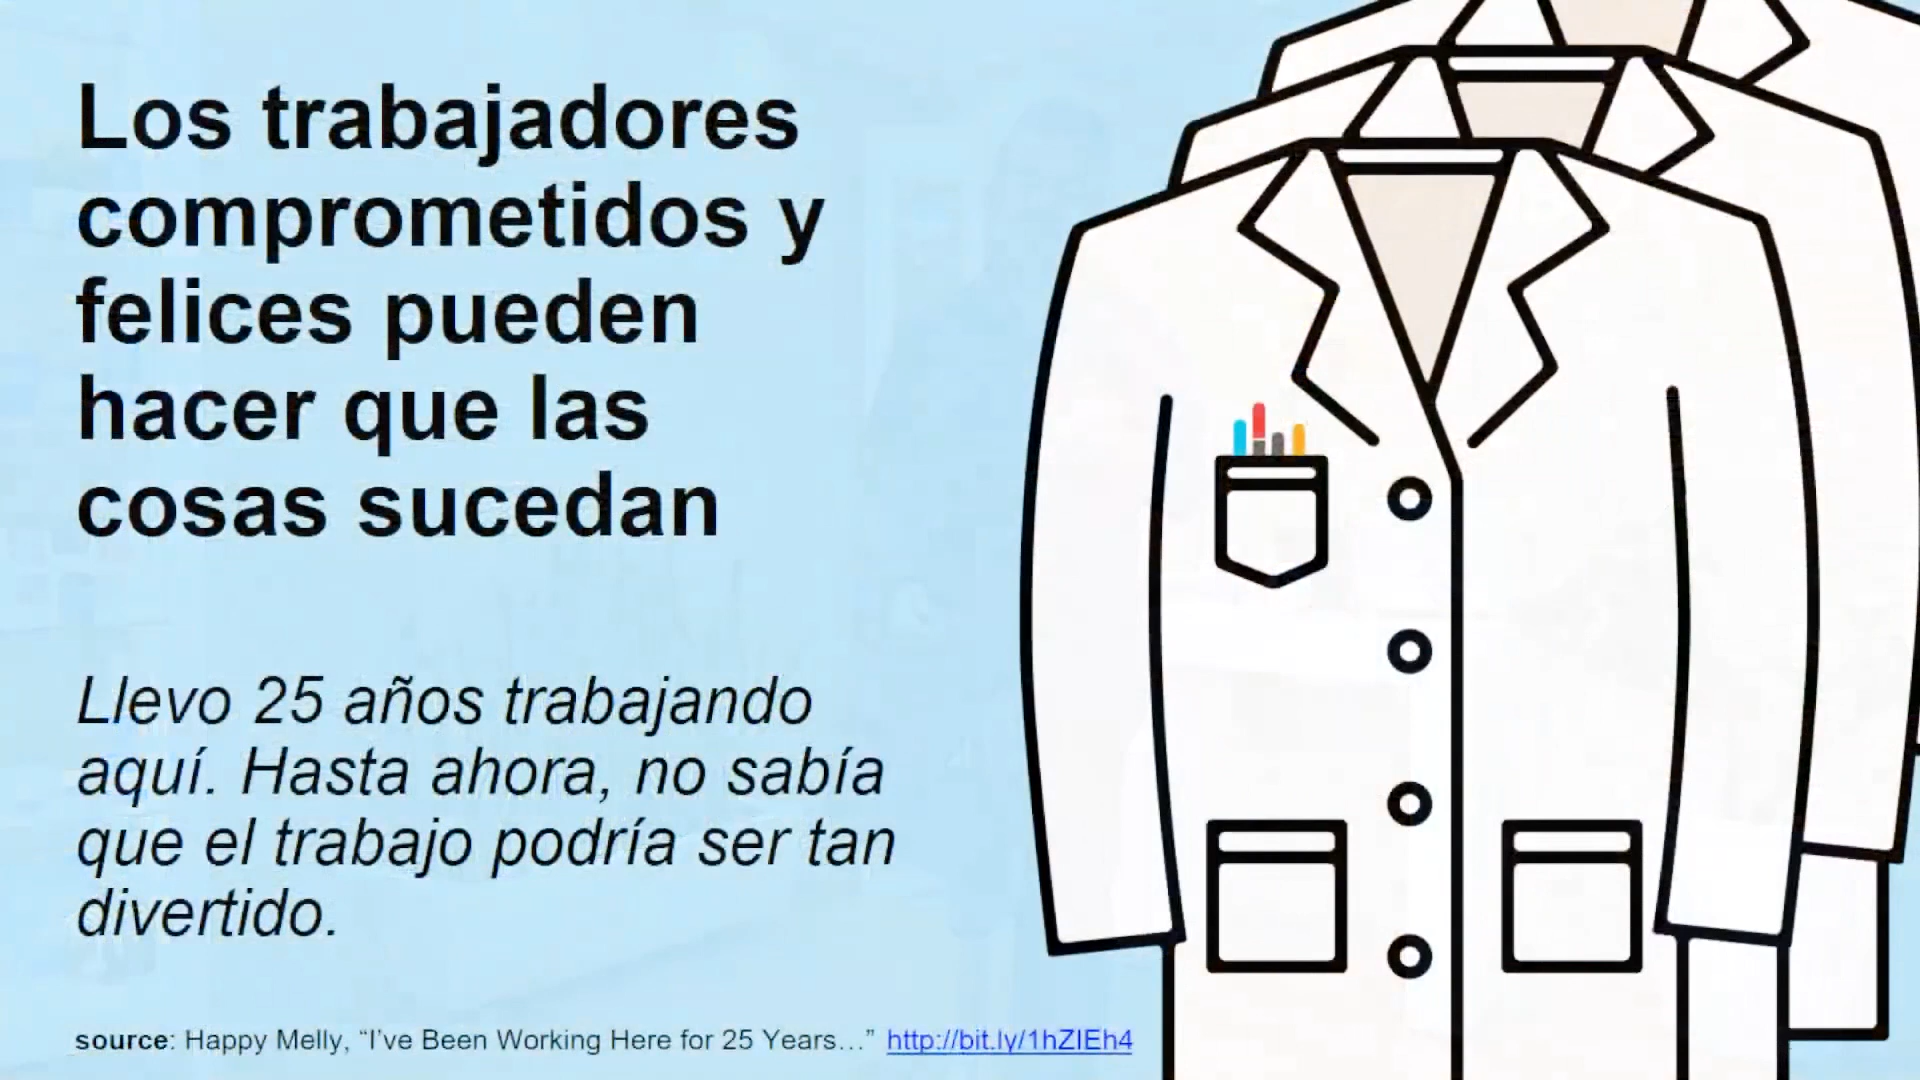 Los trabajadores
comprometidos y
felices pueden
hacer que las
cosas sucedan
Llevo 25 años trabajando
aquí. Hasta ahora, no sabía
que el trabajo podría ser tan
divertido.
source: Happy Melly, “I’ve Been Working Here for 25 Years…” http://bit.ly/1hZIEh4